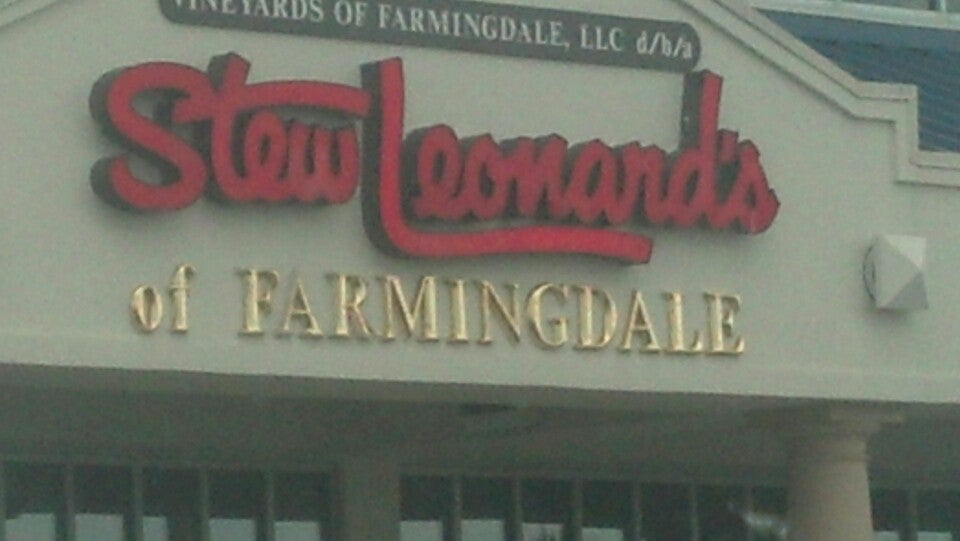 VINEYARDS OF FARMINGDALE, LLC d/b/a
Stew Leonard's
of FARMINGDALE